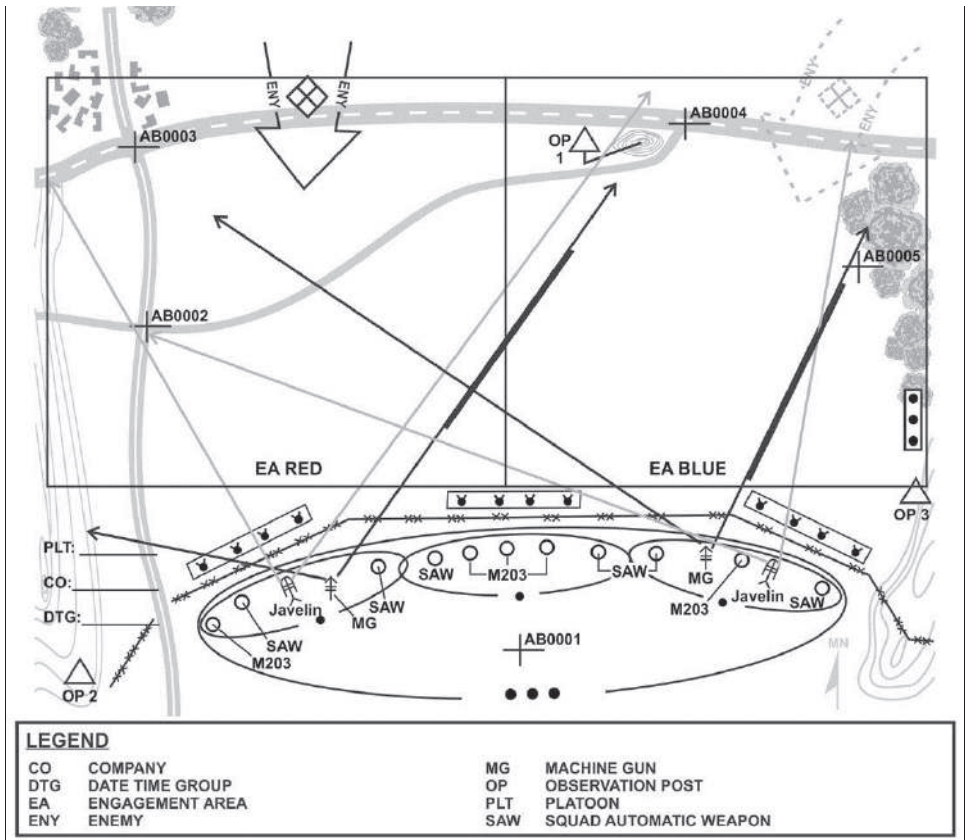 ENY
ENY
ENY
ENY
AB0003
AB0004
OP
1
AB0005
AB0002
EA RED
EA BLUE
OP 3
PLT:
CO:
DTG:
OP 2
SAW
M203
SAW
MG
M203
Javelin
SAW
Javelin
MG
SAW
SAW
M203
AB0001
MN
LEGEND
CO COMPANY
DTG DATE TIME GROUP
EA ENGAGEMENT AREA
ENY ENEMY
MG MACHINE GUN
OP OBSERVATION POST
PLT PLATOON
SAW SQUAD AUTOMATIC WEAPON